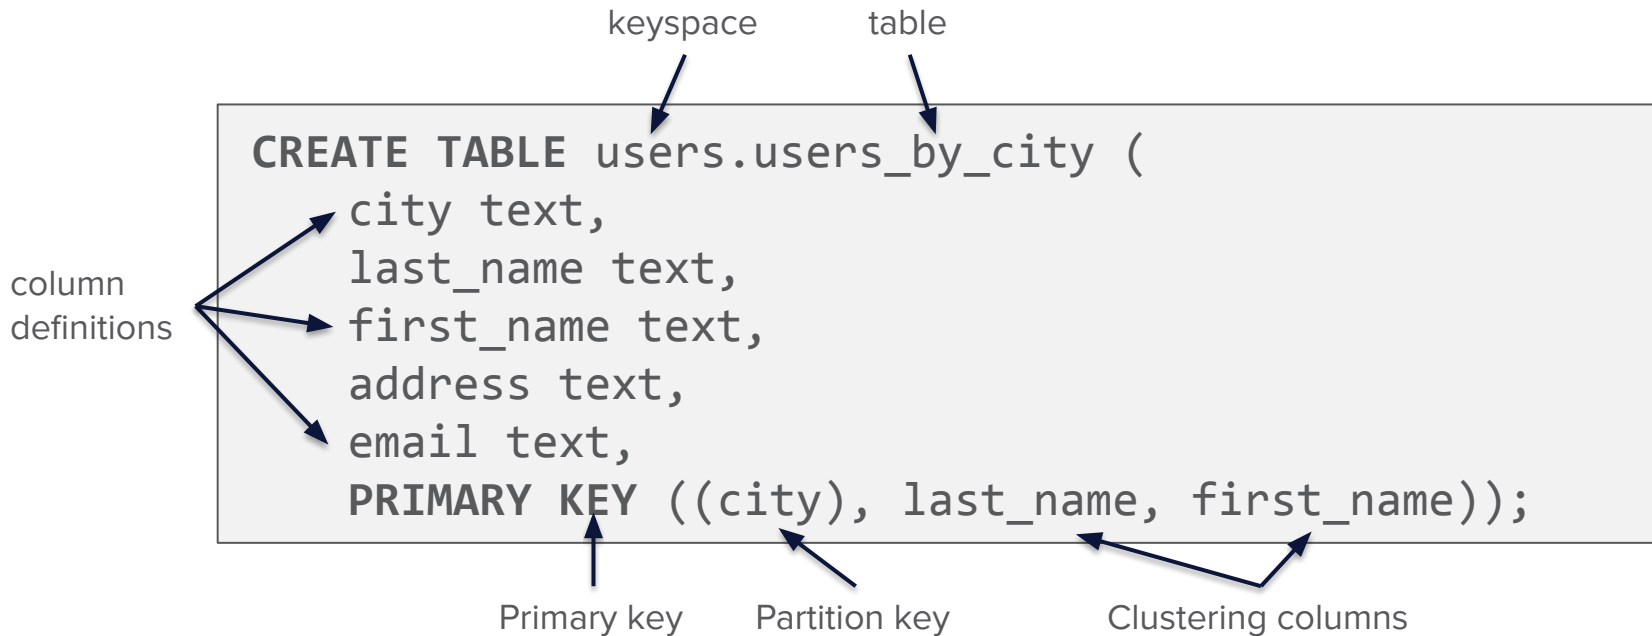 keyspace table
CREATE TABLE users.users_by_city (
city text,
last_name text,
column
definitions
first_name text,
address text,
email text,
PRIMARY KEY ((city), last_name, first_name));
Primary key Partition key Clustering columns